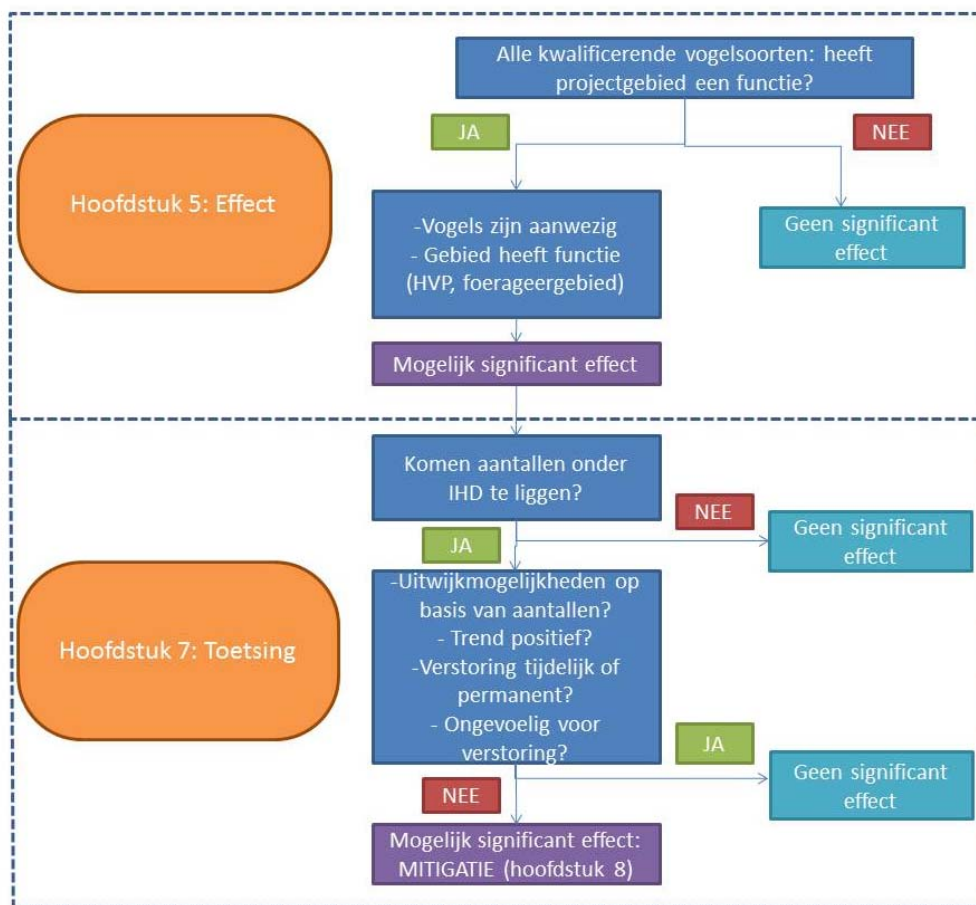 Alle kwalificerende vogelsoorten: heeft
projectgebied een functie?
JA
NEE
Hoofdstuk 5: Effect
-Vogels zijn aanwezig
- Gebied heeft functie
(HVP, foerageergebied)
Geen significant
effect
Mogelijk significant effect
Komen aantallen onder
IHD te liggen?
NEE
JA
Geen significant
effect
Hoofdstuk 7: Toetsing
-Uitwijkmogelijkheden op
basis van aantallen?
- Trend positief?
-Verstoring tijdelijk of
permanent?
- Ongevoelig voor
verstoring?
JA
NEE
Geen significant
effect
Mogelijk significant effect:
MITIGATIE (hoofdstuk 8)